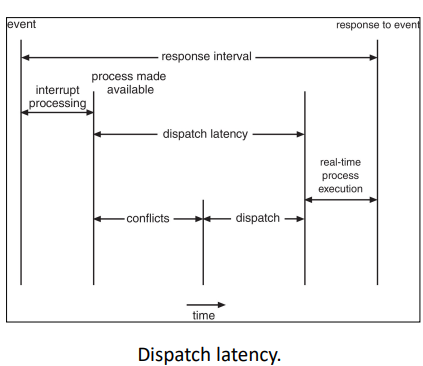 event
response to event
response interval
process made
available
interrupt
processing
dispatch latency
real-time
process
execution
conflicts
dispatch
time
Dispatch latency.